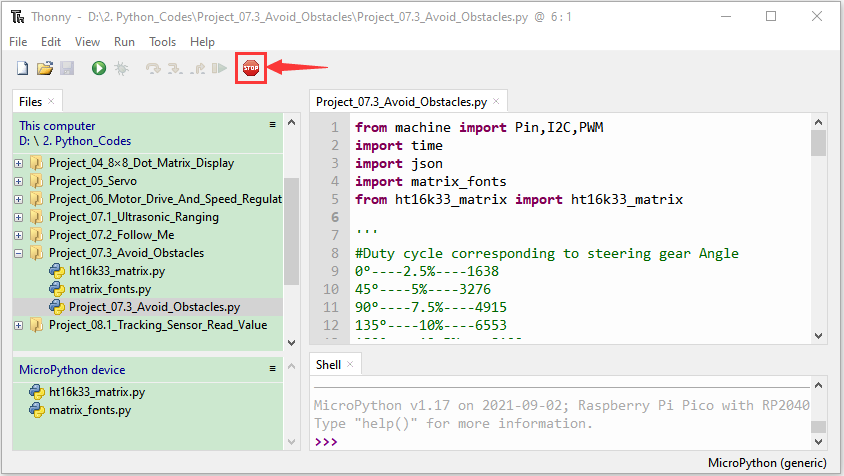 Thonny - D:\2. Python_Codes\Project_07.3_Avoid_Obstacles\Project_07.3_Avoid_Obstacles.py @ 6 : 1
File Edit View Run Tools Help
STOP
Files
This computer
D: \ 2. Python_Codes
Project_04_8×8_Dot_Matrix_Display
Project_05_Servo
Project_06_Motor_Drive_And_Speed_Regulat
Project_07.1_Ultrasonic_Ranging
Project_07.2_Follow_Me
Project_07.3_Avoid_Obstacles
ht16k33_matrix.py
matrix_fonts.py
Project_07.3_Avoid_Obstacles.py
Project_08.1_Tracking_Sensor_Read_Value
MicroPython device
ht16k33_matrix.py
matrix_fonts.py
Project_07.3_Avoid_Obstacles.py
1 from machine import Pin,I2C,PWM
2 import time
3 import json
4 import matrix_fonts
5 from ht16k33_matrix import ht16k33_matrix
6
7 '''
8 #Duty cycle corresponding to steering gear Angle
9 0°----2.5%----1638
10 45°----5%----3276
11 90°----7.5%----4915
12 135°----10%----6553
Shell
MicroPython v1.17 on 2021-09-02; Raspberry Pi Pico with RP2040
Type "help()" for more information.
>>>
MicroPython (generic)